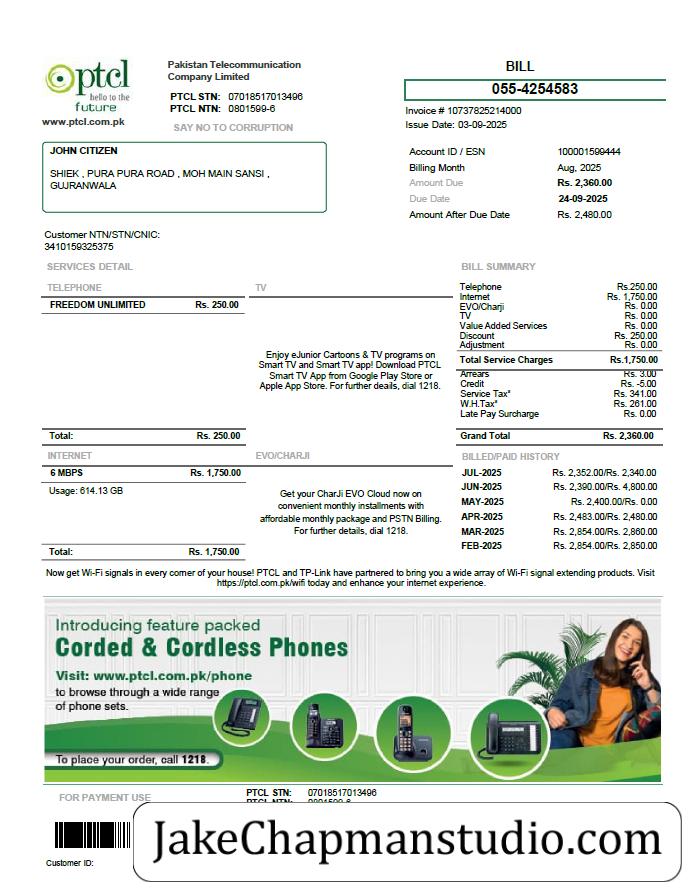 ptcl
hello to the
future
www.ptcl.com.pk
Pakistan Telecommunication
Company Limited
PTCL STN: 07018517013496
PTCL NTN: 0801599-6
SAY NO TO CORRUPTION
BILL
055-4254583
Invoice # 10737825214000
Issue Date: 03-09-2025
JOHN CITIZEN
SHIEK , PURA PURA ROAD , MOH MAIN SANSI ,
GUJRANWALA
Account ID / ESN 100001599444
Billing Month Aug, 2025
Amount Due Rs. 2,360.00
Due Date 24-09-2025
Amount After Due Date Rs. 2,480.00
Customer NTN/STN/CNIC:
3410159325375
SERVICES DETAIL
TELEPHONE
FREEDOM UNLIMITED Rs. 250.00
Total: Rs. 250.00
TV
Enjoy eJunior Cartoons & TV programs on
Smart TV and Smart TV app! Download PTCL
Smart TV App from Google Play Store or
Apple App Store. For further deails, dial 1218.
BILL SUMMARY
Telephone Rs.250.00
Internet Rs. 1,750.00
EVO/Charji Rs. 0.00
TV Rs. 0.00
Value Added Services Rs. 0.00
Discount Rs. 250.00
Adjustment Rs. 0.00
Total Service Charges Rs.1,750.00
Arrears Rs. 3.00
Credit Rs. -5.00
Service Tax* Rs. 341.00
W.H.Tax* Rs. 261.00
Late Pay Surcharge Rs. 0.00
Grand Total Rs. 2,360.00
INTERNET
6 MBPS Rs. 1,750.00
Usage: 614.13 GB
Total: Rs. 1,750.00
EVO/CHARJI
Get your CharJi EVO Cloud now on
convenient monthly installments with
affordable monthly package and PSTN Billing.
For further details, dial 1218.
BILLED/PAID HISTORY
JUL-2025 Rs. 2,352.00/Rs. 2,340.00
JUN-2025 Rs. 2,390.00/Rs. 4,800.00
MAY-2025 Rs. 2,400.00/Rs. 0.00
APR-2025 Rs. 2,483.00/Rs. 2,480.00
MAR-2025 Rs. 2,854.00/Rs. 2,860.00
FEB-2025 Rs. 2,854.00/Rs. 2,850.00
Now get Wi-Fi signals in every corner of your house! PTCL and TP-Link have partnered to bring you a wide array of Wi-Fi signal extending products. Visit
https://ptcl.com.pk/wifi today and enhance your internet experience.
Introducing feature packed
Corded & Cordless Phones
Visit: www.ptcl.com.pk/phone
to browse through a wide range
of phone sets.
To place your order, call 1218.
FOR PAYMENT USE
PTCL STN: 07018517013496
PTCL NTN: 0801599-6
Customer ID:
JakeChapmanstudio.com